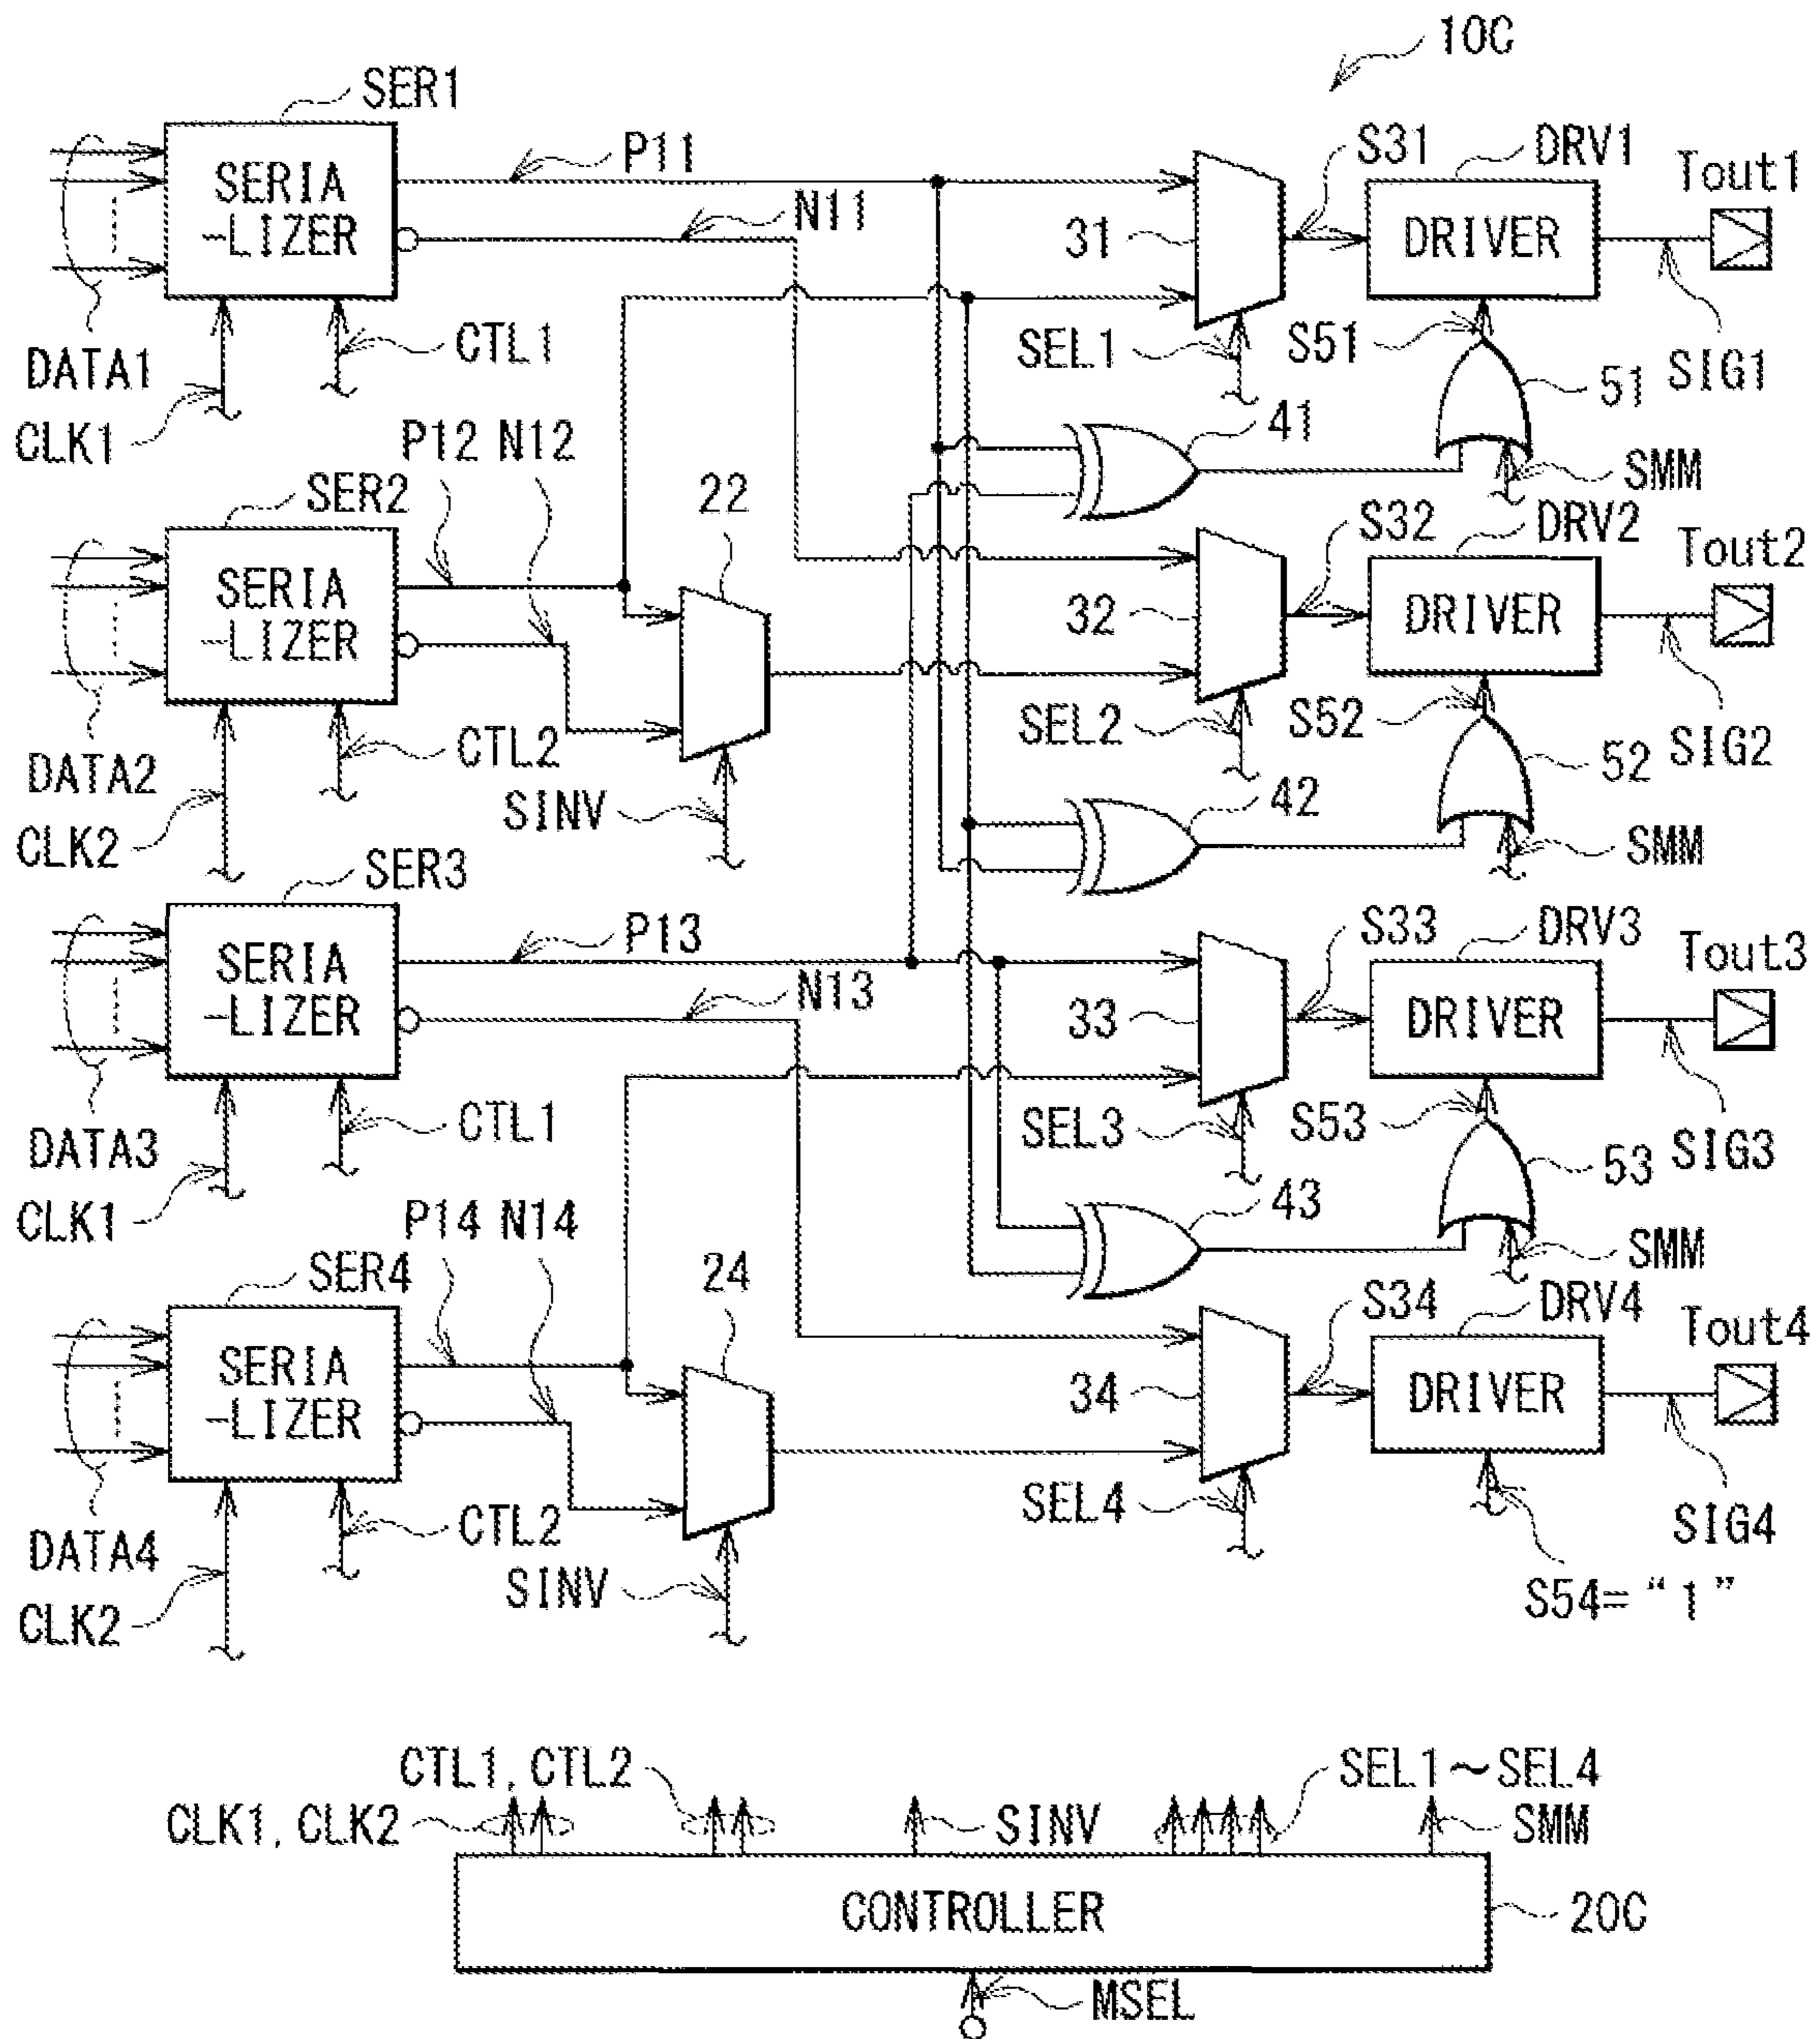 10C
SER1
SERIA
-LIZER
P11
N11
DATA1
CLK1
CTL1
31
SEL1
S31
DRV1
DRIVER
Tout1
S51
51
SIG1
SMM
41
SER2
SERIA
-LIZER
P12
N12
22
DATA2
CLK2
CTL2
SINV
32
SEL2
S32
DRV2
DRIVER
Tout2
S52
52
SIG2
SMM
42
SER3
SERIA
-LIZER
P13
N13
DATA3
CLK1
CTL1
33
SEL3
S33
DRV3
DRIVER
Tout3
S53
53
SIG3
SMM
43
SER4
SERIA
-LIZER
P14
N14
24
DATA4
CLK2
CTL2
SINV
34
SEL4
S34
DRV4
DRIVER
Tout4
SIG4
S54=“1”
CTL1, CTL2
CLK1, CLK2
SINV
SEL1～SEL4
SMM
CONTROLLER
20C
MSEL